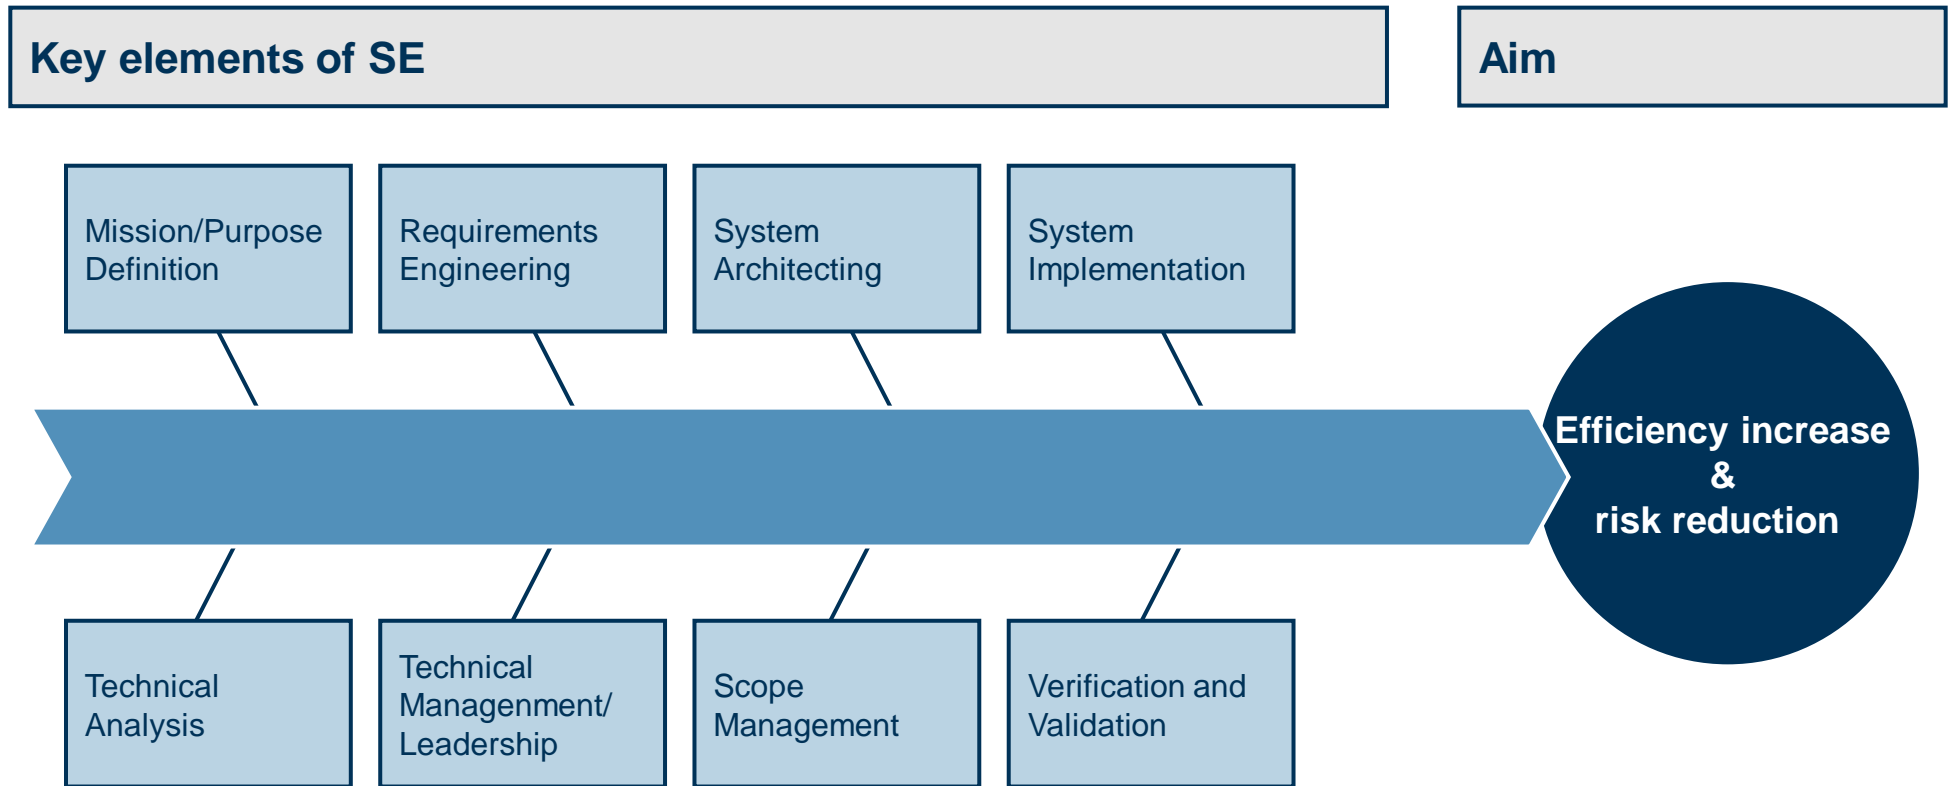 Key elements of SE
Aim
Mission/Purpose
Definition
Requirements
Engineering
System
Architecting
System
Implementation
Efficiency increase
&
risk reduction
Technical
Analysis
Technical
Managenment/
Leadership
Scope
Management
Verification and
Validation